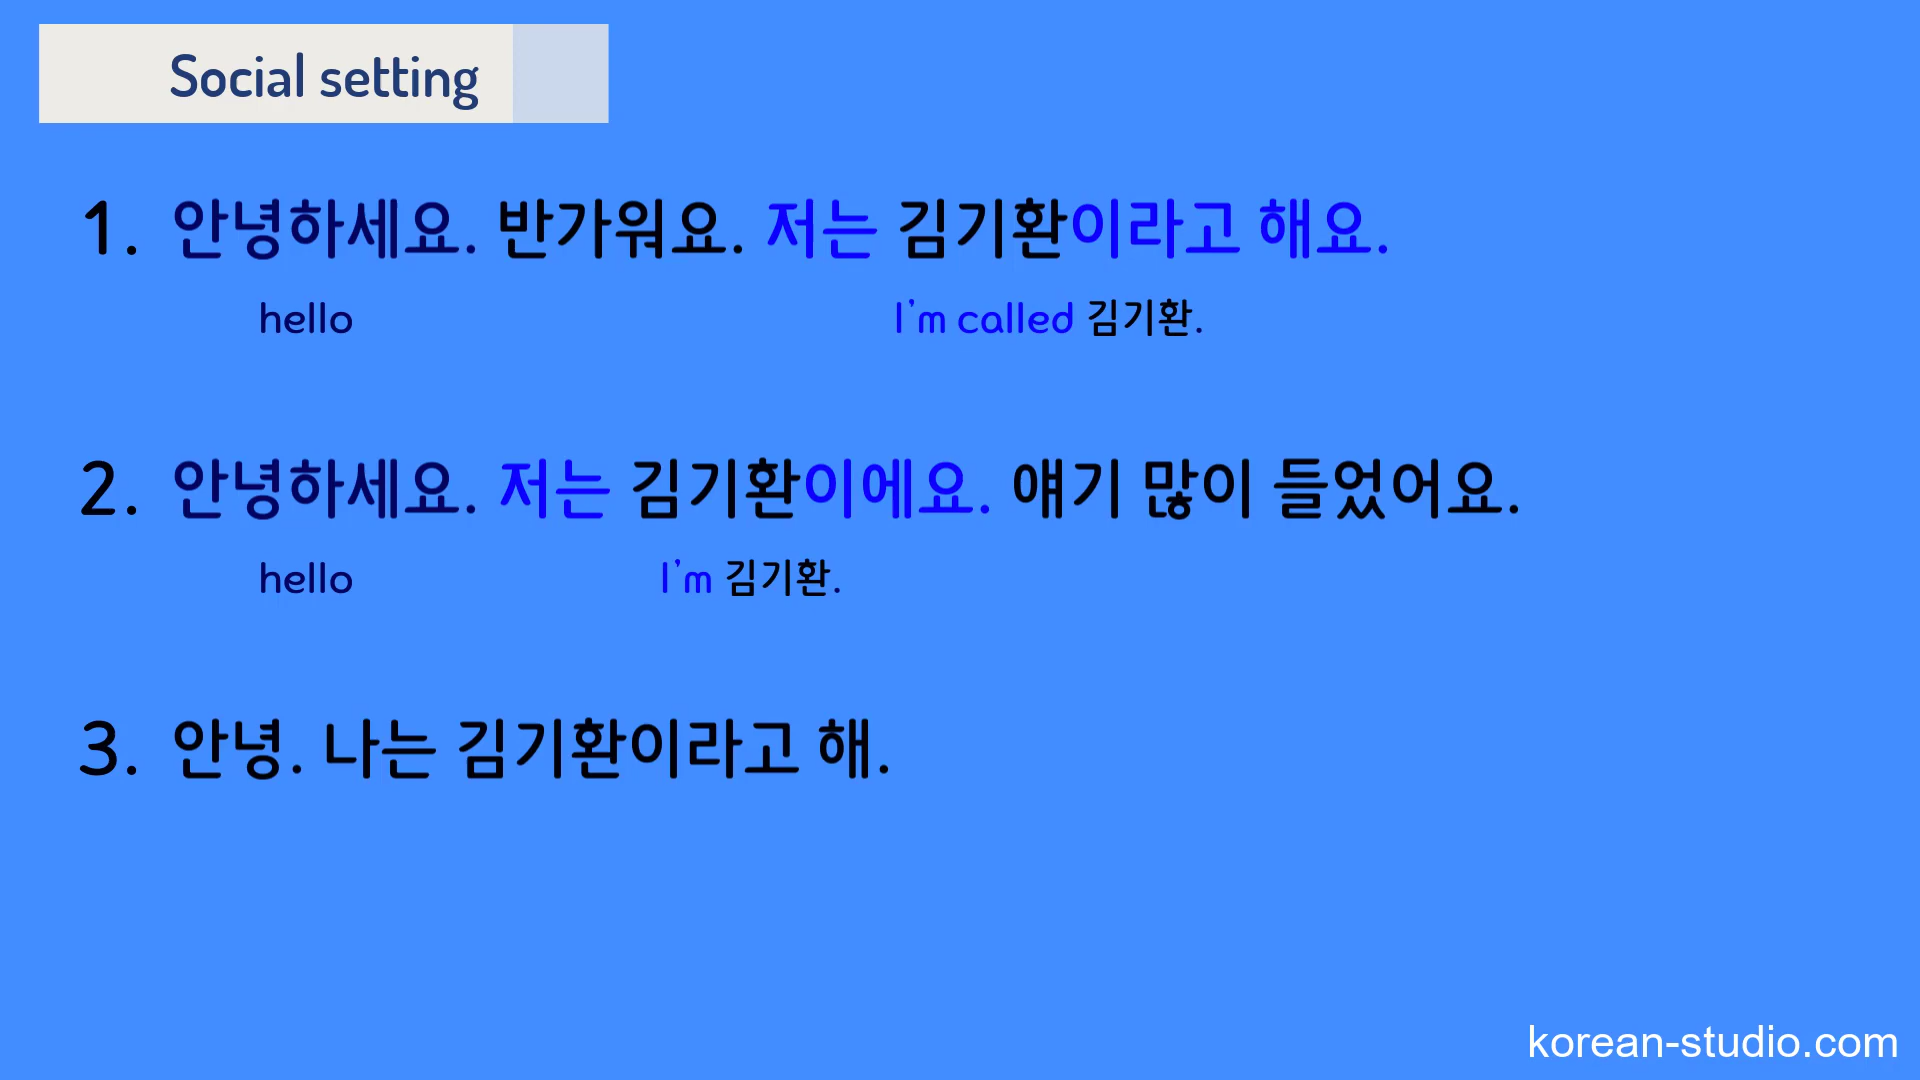 Social setting
1. 안녕하세요. 반가워요. 저는 김기환이라고 해요.
hello I'm called 김기환.
2. 안녕하세요. 저는 김기환이에요. 얘기 많이 들었어요.
hello I'm 김기환.
3. 안녕. 나는 김기환이라고 해.
korean-studio.com